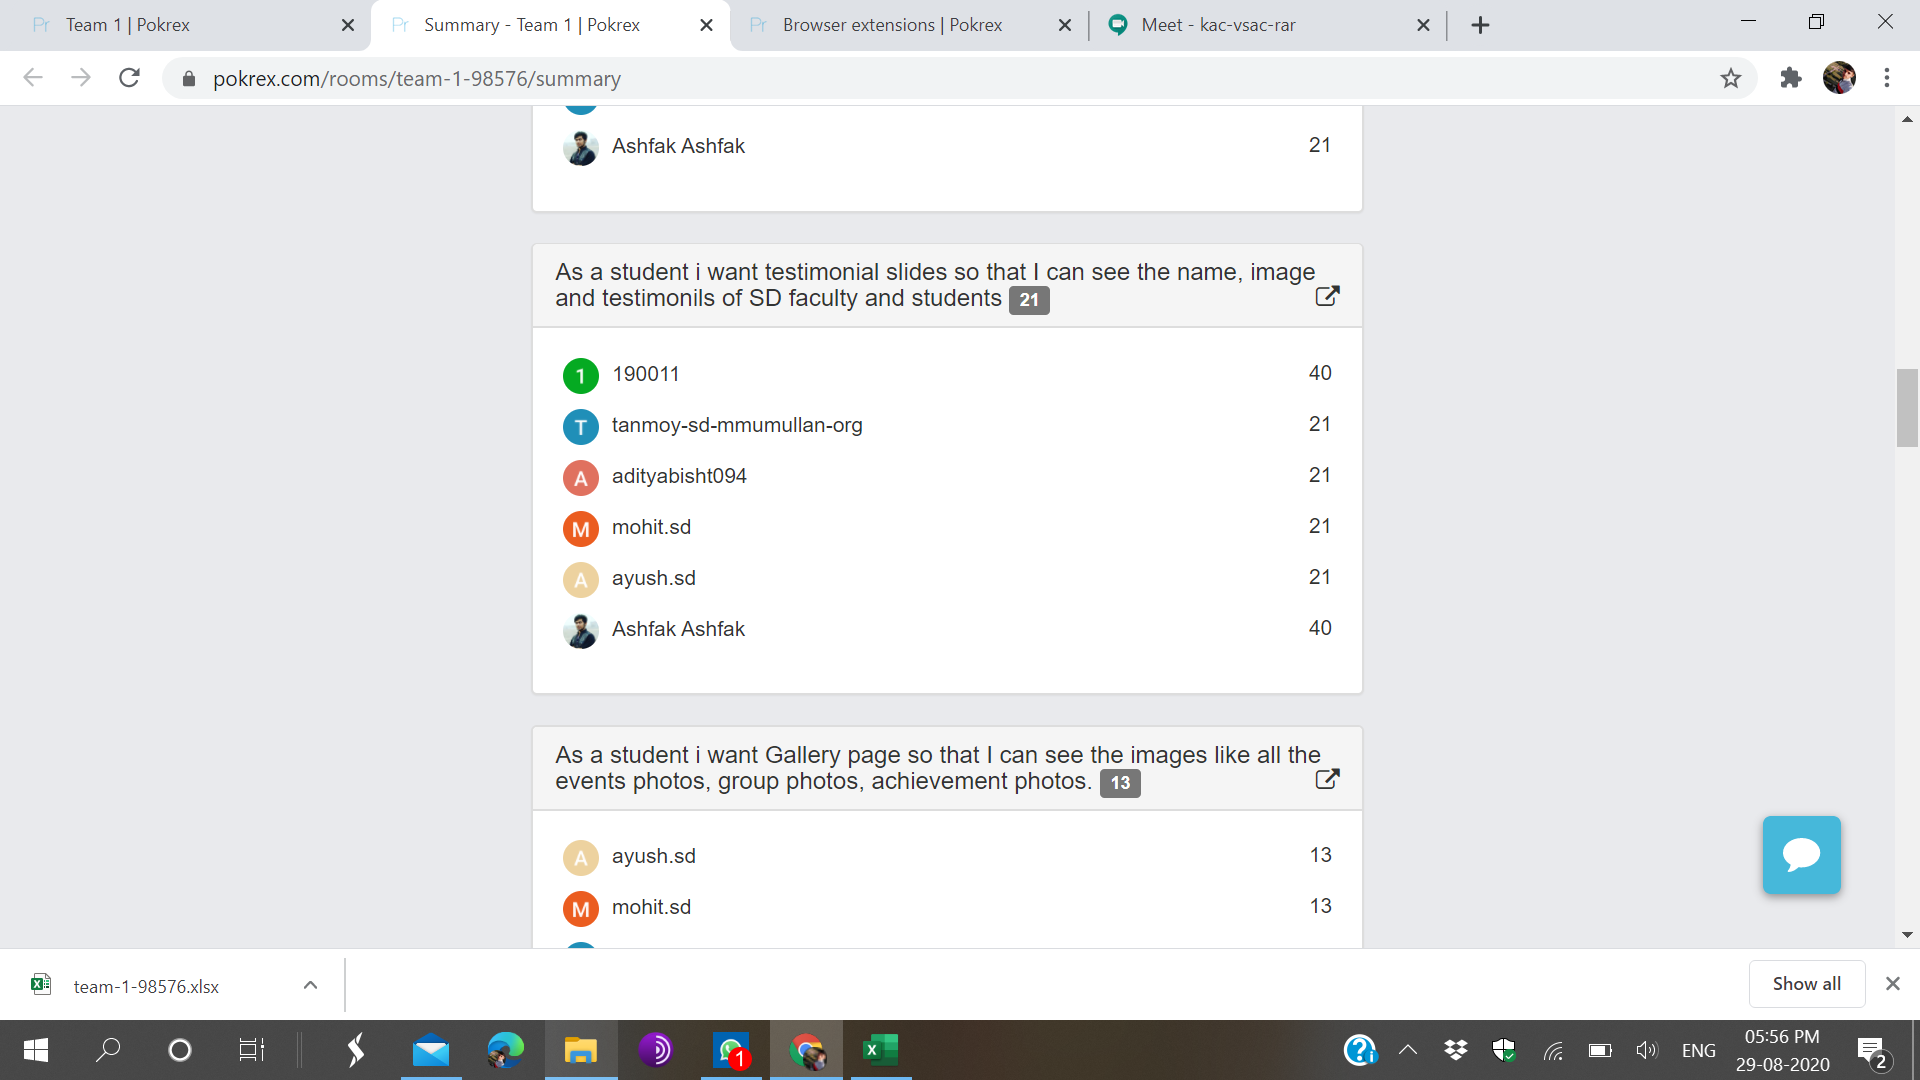 Pr Team 1 | Pokrex
Pr Summary - Team 1 | Pokrex
Pr Browser extensions | Pokrex
Meet - kac-vsac-rar
pokrex.com/rooms/team-1-98576/summary
Ashfak Ashfak 21
As a student i want testimonial slides so that I can see the name, image
and testimonils of SD faculty and students 21
1 190011 40
T tanmoy-sd-mmumullan-org 21
A adityabisht094 21
M mohit.sd 21
A ayush.sd 21
Ashfak Ashfak 40
As a student i want Gallery page so that I can see the images like all the
events photos, group photos, achievement photos. 13
A ayush.sd 13
M mohit.sd 13
team-1-98576.xlsx
Show all
1
ENG
05:56 PM
29-08-2020
2